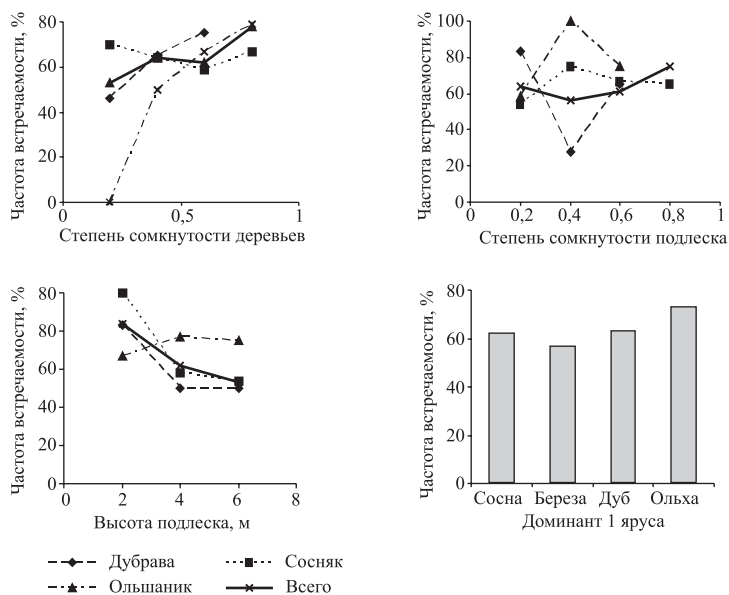 Частота встречаемости, %
80
60
40
20
0
0
0,5
1
Степень сомкнутости деревьев
Частота встречаемости, %
100
80
60
40
20
0
0
0,2
0,4
0,6
0,8
1
Степень сомкнутости подлеска
Частота встречаемости, %
80
80
60
40
0
0
2
4
6
8
Высота подлеска, м
Частота встречаемости, %
80
60
40
20
0
Сосна
Береза
Дуб
Ольха
Доминант 1 яруса
Дубрава
Сосняк
Ольшаник
Всего